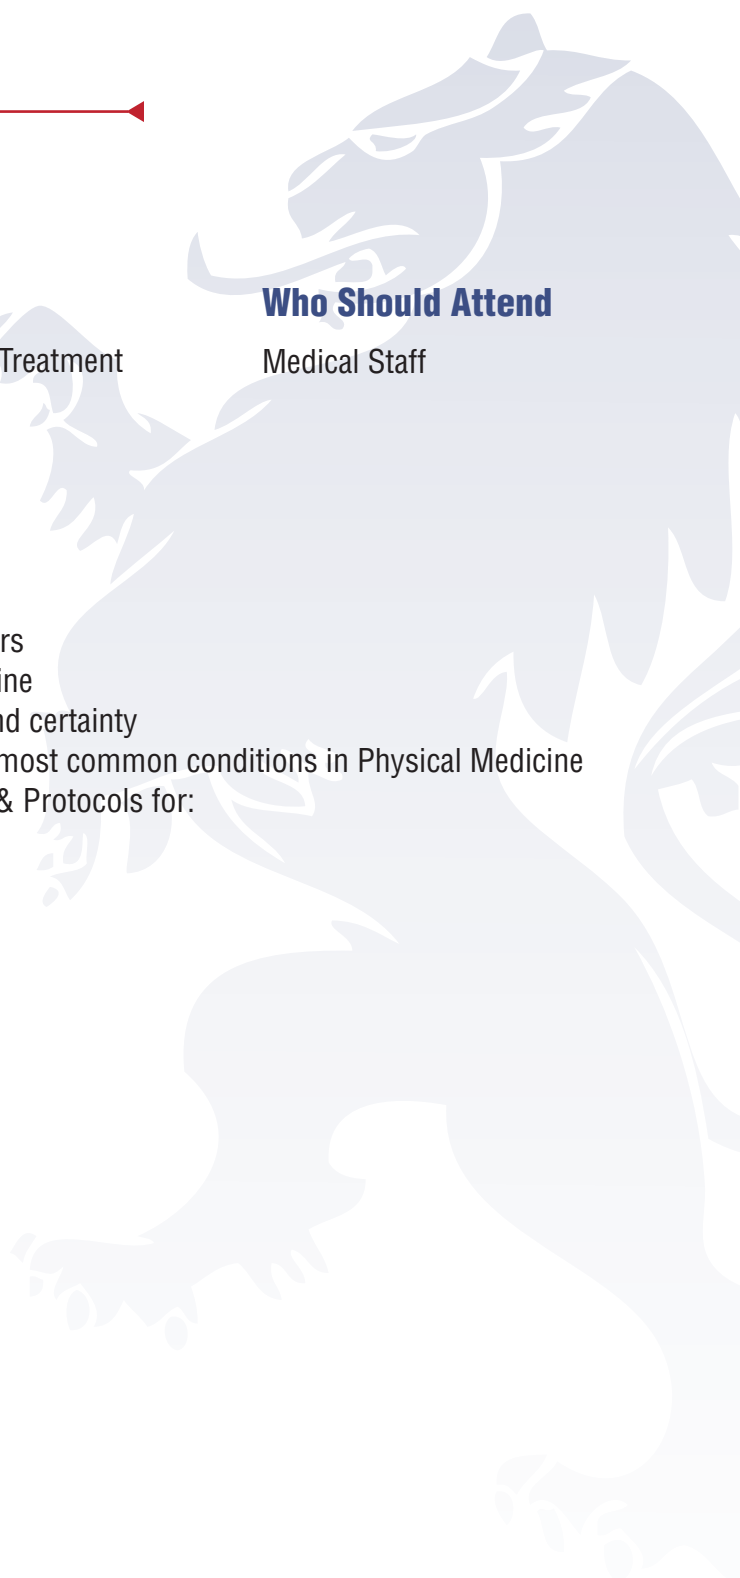 Who Should Attend
Treatment
Medical Staff
rs
ine
nd certainty
most common conditions in Physical Medicine
& Protocols for: